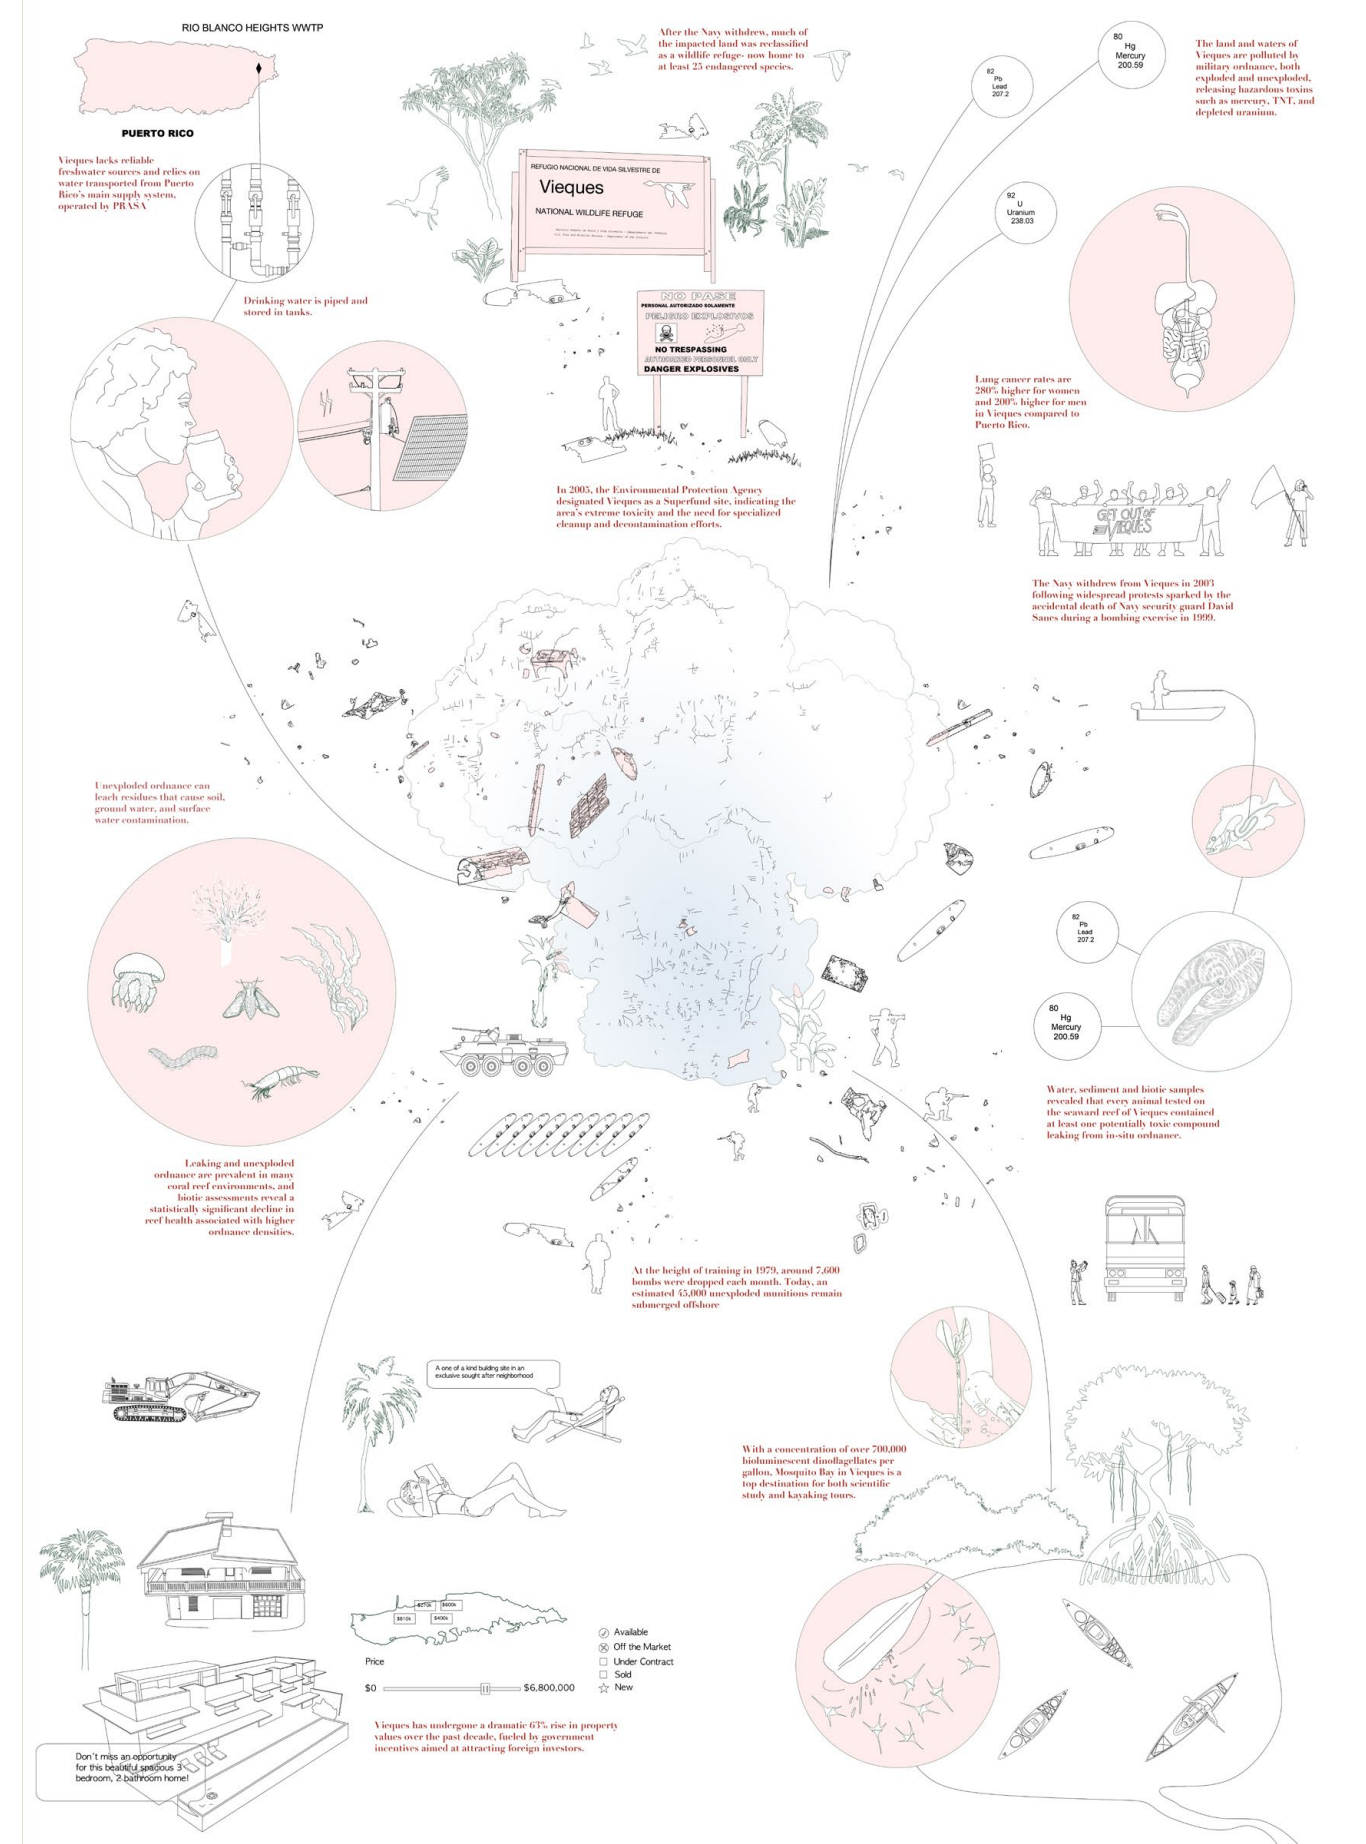 RIO BLANCO HEIGHTS WWTP
PUERTO RICO
Vieques lacks reliable
freshwater sources and relies on
water transported from Puerto
Rico's main supply system,
operated by PRASA
Drinking water is piped and
stored in tanks.
After the Navy withdrew, much of
the impacted land was reclassified
as a wildlife refuge- now home to
at least 25 endangered species.
REFUGIO NACIONAL DE VIDA SILVESTRE DE
Vieques
NATIONAL WILDLIFE REFUGE
NO PASE
PERSONAL AUTORIZADO SOLAMENTE
PELIGRO EXPLOSIVOS
NO TRESPASSING
AUTHORIZED PERSONNEL ONLY
DANGER EXPLOSIVES
In 2005, the Environmental Protection Agency
designated Vieques as a Superfund site, indicating the
area's extreme toxicity and the need for specialized
cleanup and decontamination efforts.
82
Pb
Lead
207.2
80
Hg
Mercury
200.59
92
U
Uranium
238.03
The land and waters of
Vieques are polluted by
military ordnance, both
exploded and unexploded,
releasing hazardous toxins
such as mercury, TNT, and
depleted uranium.
Lung cancer rates are
280% higher for women
and 200% higher for men
in Vieques compared to
Puerto Rico.
GET OUT OF
VIEQUES
The Navy withdrew from Vieques in 2003
following widespread protests sparked by the
accidental death of Navy security guard David
Sanes during a bombing exercise in 1999.
Unexploded ordnance can
leach residues that cause soil,
ground water, and surface
water contamination.
82
Pb
Lead
207.2
80
Hg
Mercury
200.59
Water, sediment and biotic samples
revealed that every animal tested on
the seaward reef of Vieques contained
at least one potentially toxic compound
leaking from in-situ ordnance.
Leaking and unexploded
ordnance are prevalent in many
coral reef environments, and
biotic assessments reveal a
statistically significant decline in
reef health associated with higher
ordnance densities.
At the height of training in 1979, around 7,600
bombs were dropped each month. Today, an
estimated 45,000 unexploded munitions remain
submerged offshore
A one of a kind building site in an
exclusive sought after neighborhood
With a concentration of over 700,000
bioluminescent dinoflagellates per
gallon, Mosquito Bay in Vieques is a
top destination for both scientific
study and kayaking tours.
$270k
$600k
$810k
$400k
Price
$0
$6,800,000
Available
Off the Market
Under Contract
Sold
New
Vieques has undergone a dramatic 63% rise in property
values over the past decade, fueled by government
incentives aimed at attracting foreign investors.
Don't miss an opportunity
for this beautiful spacious 3
bedroom, 2 bathroom home!